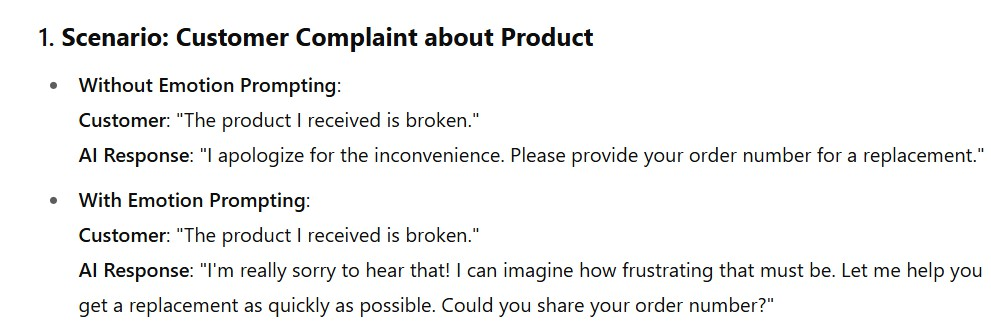 1. Scenario: Customer Complaint about Product
• Without Emotion Prompting:
Customer: "The product I received is broken."
AI Response: "I apologize for the inconvenience. Please provide your order number for a replacement."
• With Emotion Prompting:
Customer: "The product I received is broken."
AI Response: "I'm really sorry to hear that! I can imagine how frustrating that must be. Let me help you
get a replacement as quickly as possible. Could you share your order number?"